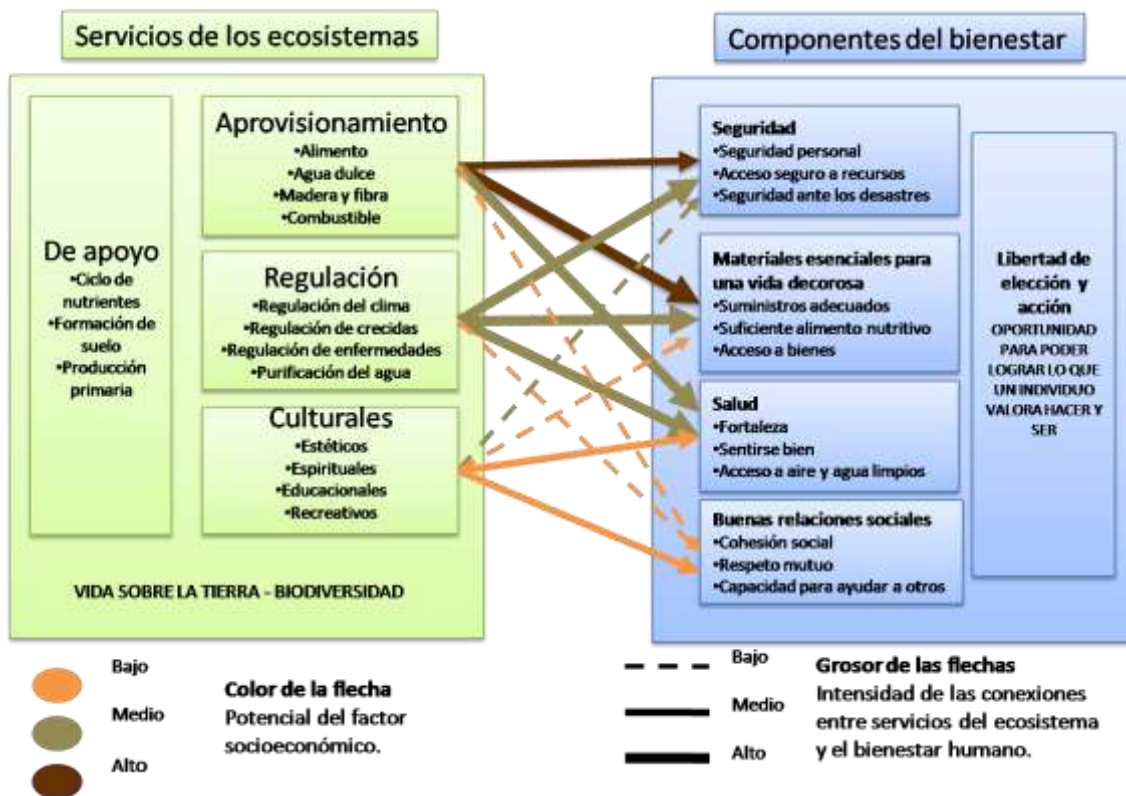 Servicios de los ecosistemas
De apoyo
•Ciclo de
nutrientes
•Formación de
suelo
•Producción
primaria
Aprovisionamiento
•Alimento
•Agua dulce
•Madera y fibra
•Combustible
Regulación
•Regulación del clima
•Regulación de crecidas
•Regulación de enfermedades
•Purificación del agua
Culturales
•Estéticos
•Espirituales
•Educacionales
•Recreativos
VIDA SOBRE LA TIERRA - BIODIVERSIDAD
Componentes del bienestar
Seguridad
•Seguridad personal
•Acceso seguro a recursos
•Seguridad ante los desastres
Materiales esenciales para
una vida decorosa
•Suministros adecuados
•Suficiente alimento nutritivo
•Acceso a bienes
Salud
•Fortaleza
•Sentirse bien
•Acceso a aire y agua limpios
Buenas relaciones sociales
•Cohesión social
•Respeto mutuo
•Capacidad para ayudar a otros
Libertad de
elección y
acción
OPORTUNIDAD
PARA PODER
LOGRAR LO QUE
UN INDIVIDUO
VALORA HACER Y
SER
Bajo
Medio
Alto
Color de la flecha
Potencial del factor
socioeconómico.
Bajo
Medio
Alto
Grosor de las flechas
Intensidad de las conexiones
entre servicios del ecosistema
y el bienestar humano.